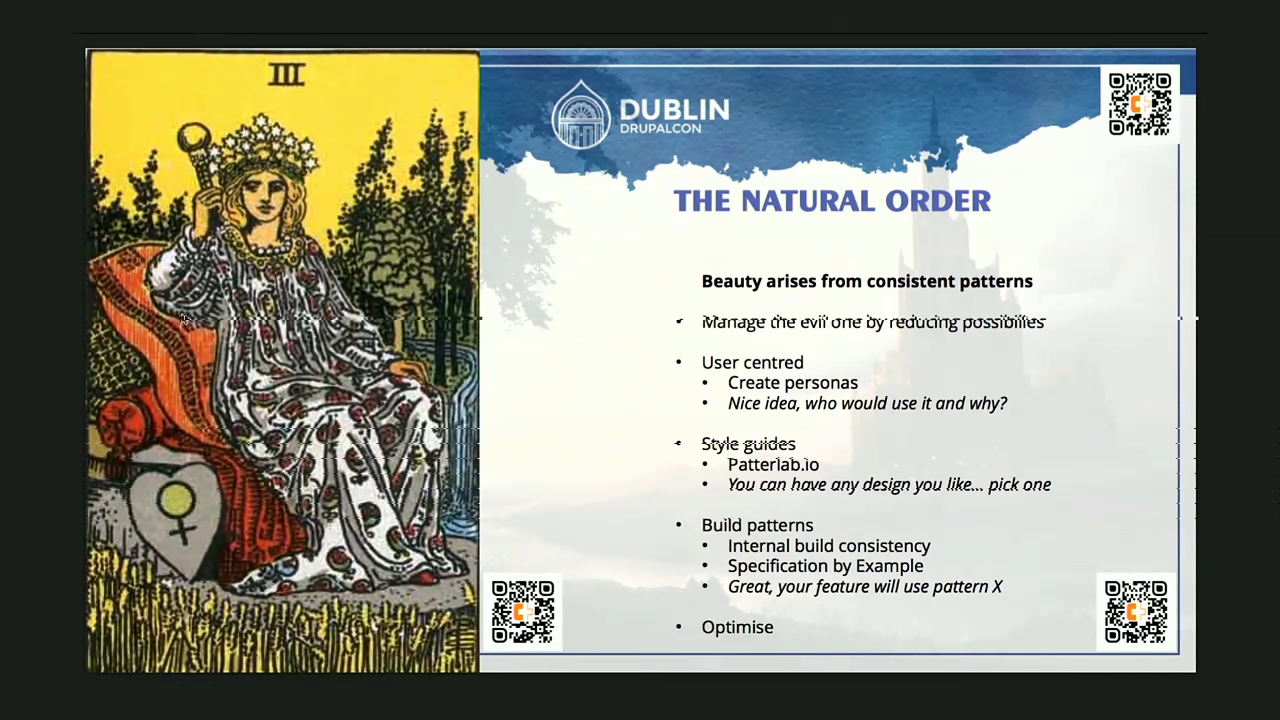 III
DUBLIN
DRUPALCON
THE NATURAL ORDER
Beauty arises from consistent patterns
• Manage the evil one by reducing possibilies
• User centred
• Create personas
• Nice idea, who would use it and why?
• Style guides
• Patterlab.io
• You can have any design you like... pick one
• Build patterns
• Internal build consistency
• Specification by Example
• Great, your feature will use pattern X
• Optimise